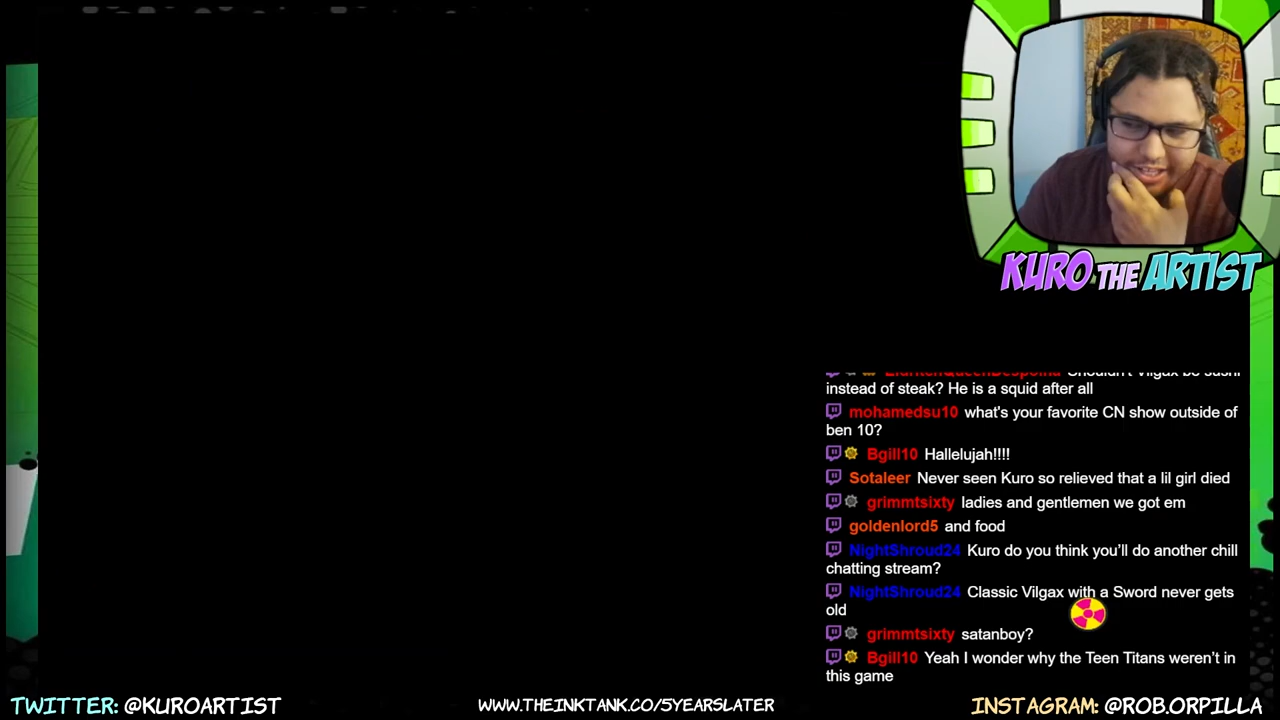 KURO THE ARTIST
instead of steak? He is a squid after all
mohamedsu10 what's your favorite CN show outside of
ben 10?
Bgill10 Hallelujah!!!!
Sotaleer Never seen Kuro so relieved that a lil girl died
grimmtsixty ladies and gentlemen we got em
goldenlord5 and food
NightShroud24 Kuro do you think you'll do another chill
chatting stream?
NightShroud24 Classic Vilgax with a Sword never gets
old
grimmtsixty satanboy?
Bgill10 Yeah I wonder why the Teen Titans weren't in
this game
TWITTER: @KUROARTIST
WWW.THEINKTANK.CO/5YEARSLATER
INSTAGRAM: @ROB.ORPILLA